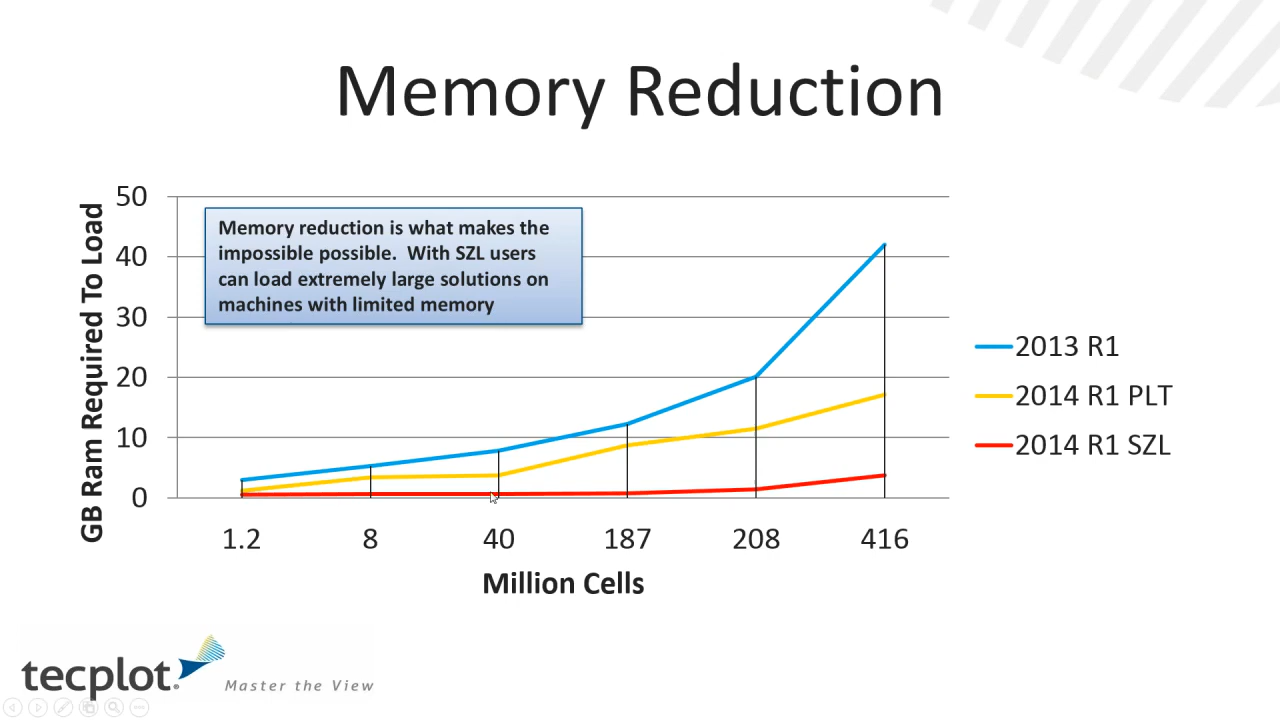 Memory Reduction
50
40
30
20
10
0
GB Ram Required To Load
Memory reduction is what makes the
impossible possible. With SZL users
can load extremely large solutions on
machines with limited memory
2013 R1
2014 R1 PLT
2014 R1 SZL
1.2 8 40 187 208 416
Million Cells
tecplot.
Master the View